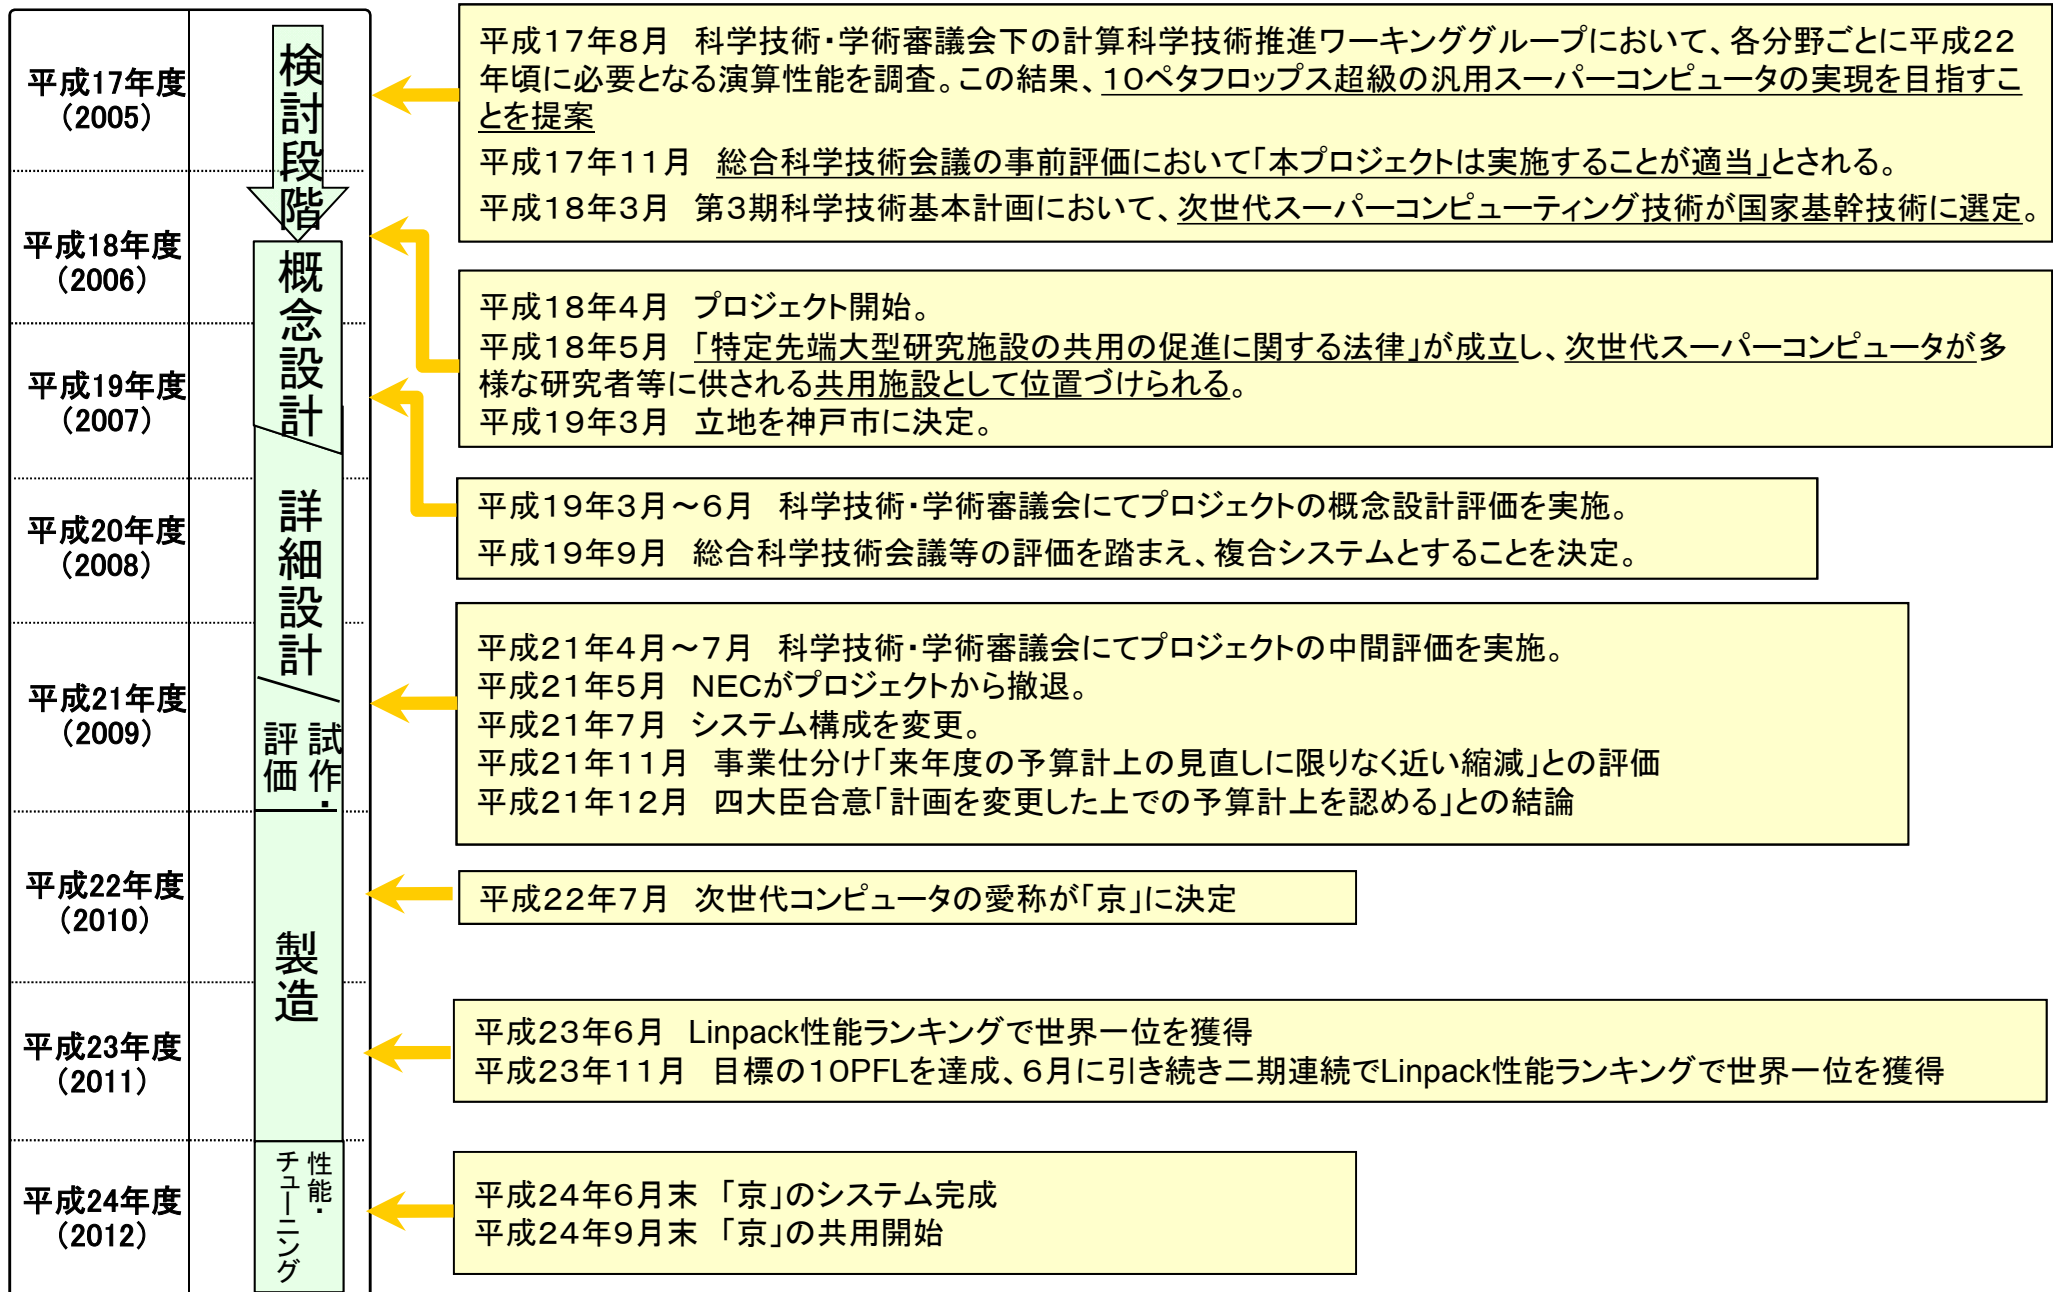 平成17年度
（2005）
検討段階
平成17年8月　科学技術・学術審議会下の計算科学技術推進ワーキンググループにおいて、各分野ごとに平成22
年頃に必要となる演算性能を調査。この結果、10ペタフロップス超級の汎用スーパーコンピュータの実現を目指すこ
とを提案
平成17年11月　総合科学技術会議の事前評価において「本プロジェクトは実施することが適当」とされる。
平成18年3月　第3期科学技術基本計画において、次世代スーパーコンピューティング技術が国家基幹技術に選定。
平成18年度
（2006）
概念設計
平成18年4月　プロジェクト開始。
平成18年5月　「特定先端大型研究施設の共用の促進に関する法律」が成立し、次世代スーパーコンピュータが多
様な研究者等に供される共用施設として位置づけられる。
平成19年3月　立地を神戸市に決定。
平成19年度
（2007）
平成19年3月～6月　科学技術・学術審議会にてプロジェクトの概念設計評価を実施。
平成19年9月　総合科学技術会議等の評価を踏まえ、複合システムとすることを決定。
平成20年度
（2008）
詳細設計
平成21年4月～7月　科学技術・学術審議会にてプロジェクトの中間評価を実施。
平成21年5月　NECがプロジェクトから撤退。
平成21年7月　システム構成を変更。
平成21年11月　事業仕分け「来年度の予算計上の見直しに限りなく近い縮減」との評価
平成21年12月　四大臣合意「計画を変更した上での予算計上を認める」との結論
平成21年度
（2009）
試作・
評価
平成22年度
（2010）
平成22年7月　次世代コンピュータの愛称が「京」に決定
製造
平成23年度
（2011）
平成23年6月　Linpack性能ランキングで世界一位を獲得
平成23年11月　目標の10PFLを達成、6月に引き続き二期連続でLinpack性能ランキングで世界一位を獲得
平成24年度
（2012）
性能・
チューニング
平成24年6月末　「京」のシステム完成
平成24年9月末　「京」の共用開始